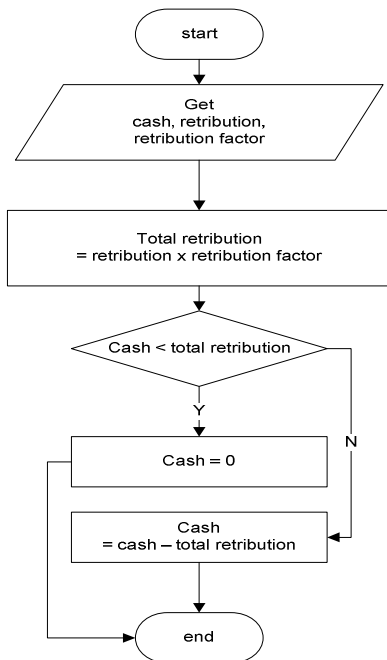 start
Get
cash, retribution,
retribution factor
Total retribution
= retribution x retribution factor
Cash < total retribution
Y
N
Cash = 0
Cash
= cash – total retribution
end